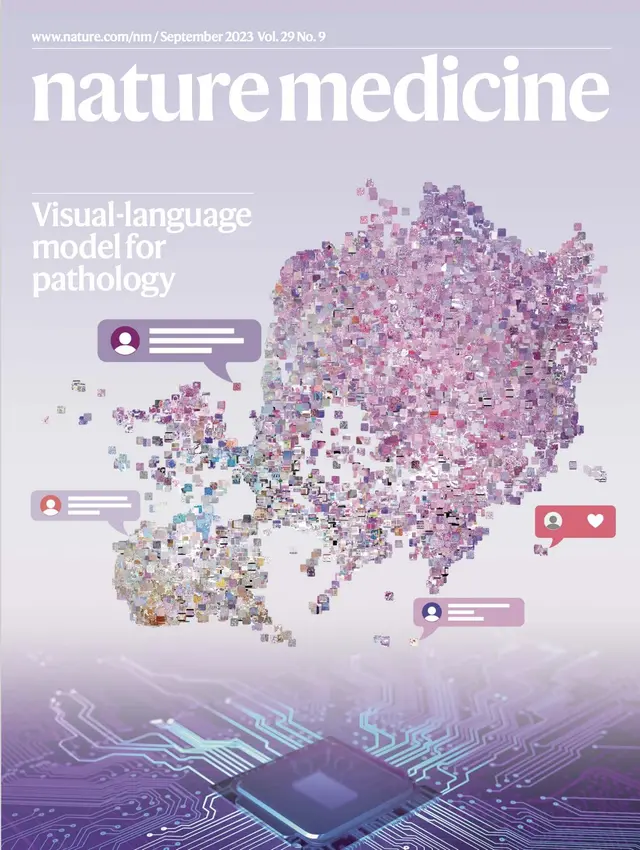 www.nature.com/nm / September 2023 Vol. 29 No. 9
nature medicine
Visual-language
model for
pathology